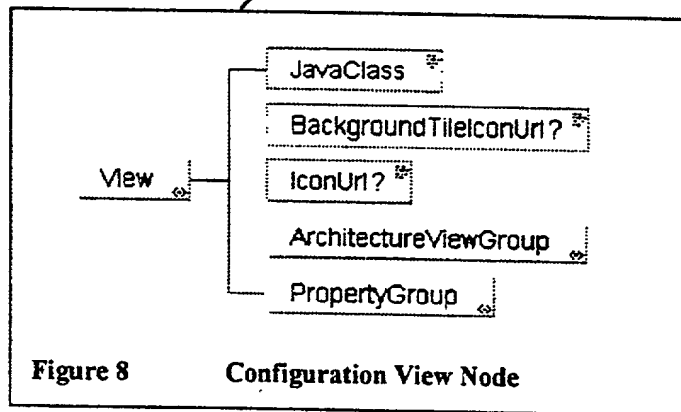 JavaClass
BackgroundTileIconUrl?
View
IconUrl?
ArchitectureViewGroup
PropertyGroup
Figure 8 Configuration View Node